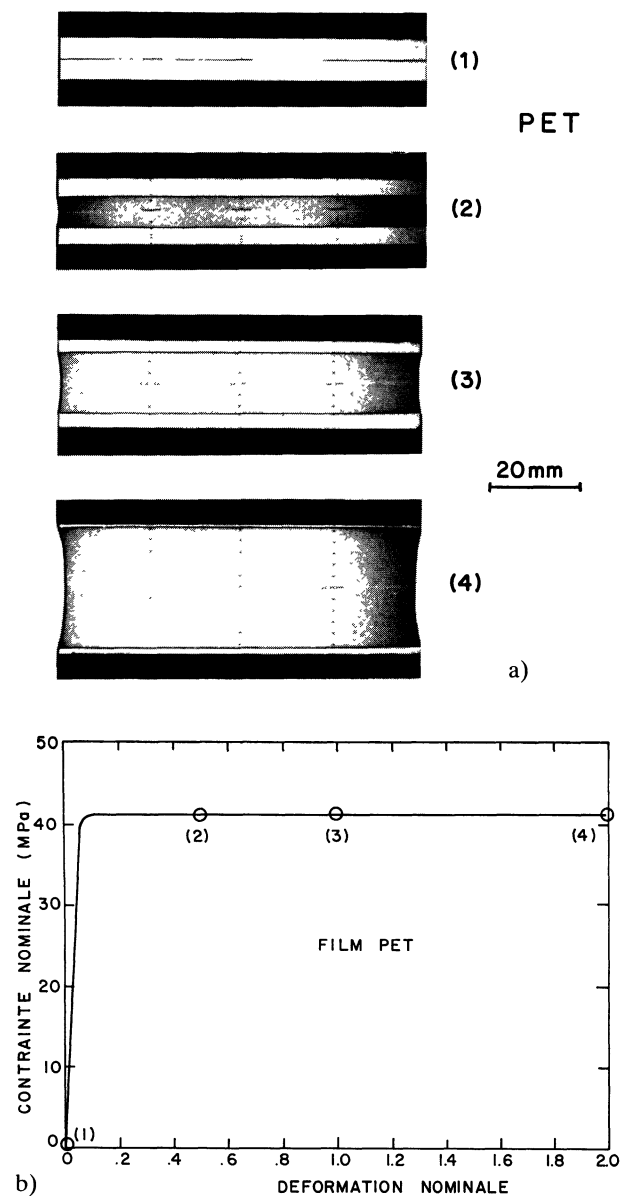 (1)
PET
(2)
(3)
20mm
(4)
a)
50
40
30
20
10
0
CONTRAINTE NOMINALE (MPa)
(2)
(3)
(4)
FILM PET
(1)
0 .2 .4 .6 .8 1.0 1.2 1.4 1.6 1.8 2.0
b)
DEFORMATION NOMINALE